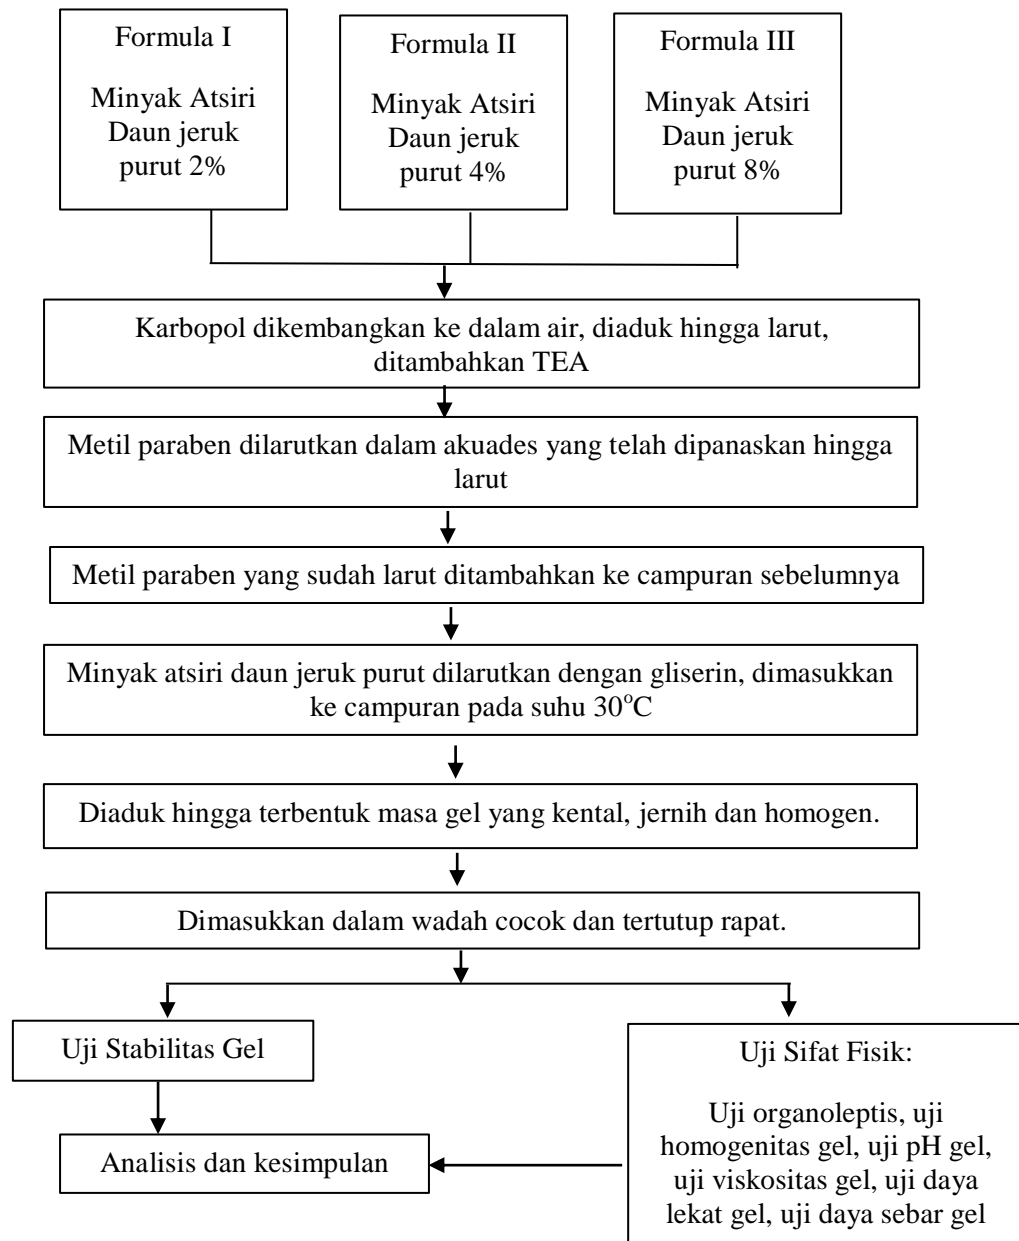 Formula I
Minyak Atsiri
Daun jeruk
purut 2%
Formula II
Minyak Atsiri
Daun jeruk
purut 4%
Formula III
Minyak Atsiri
Daun jeruk
purut 8%
Karbopol dikembangkan ke dalam air, diaduk hingga larut,
ditambahkan TEA
Metil paraben dilarutkan dalam akuades yang telah dipanaskan hingga
larut
Metil paraben yang sudah larut ditambahkan ke campuran sebelumnya
Minyak atsiri daun jeruk purut dilarutkan dengan gliserin, dimasukkan
ke campuran pada suhu 30°C
Diaduk hingga terbentuk masa gel yang kental, jernih dan homogen.
Dimasukkan dalam wadah cocok dan tertutup rapat.
Uji Stabilitas Gel
Analisis dan kesimpulan
Uji Sifat Fisik:
Uji organoleptis, uji
homogenitas gel, uji pH gel,
uji viskositas gel, uji daya
lekat gel, uji daya sebar gel